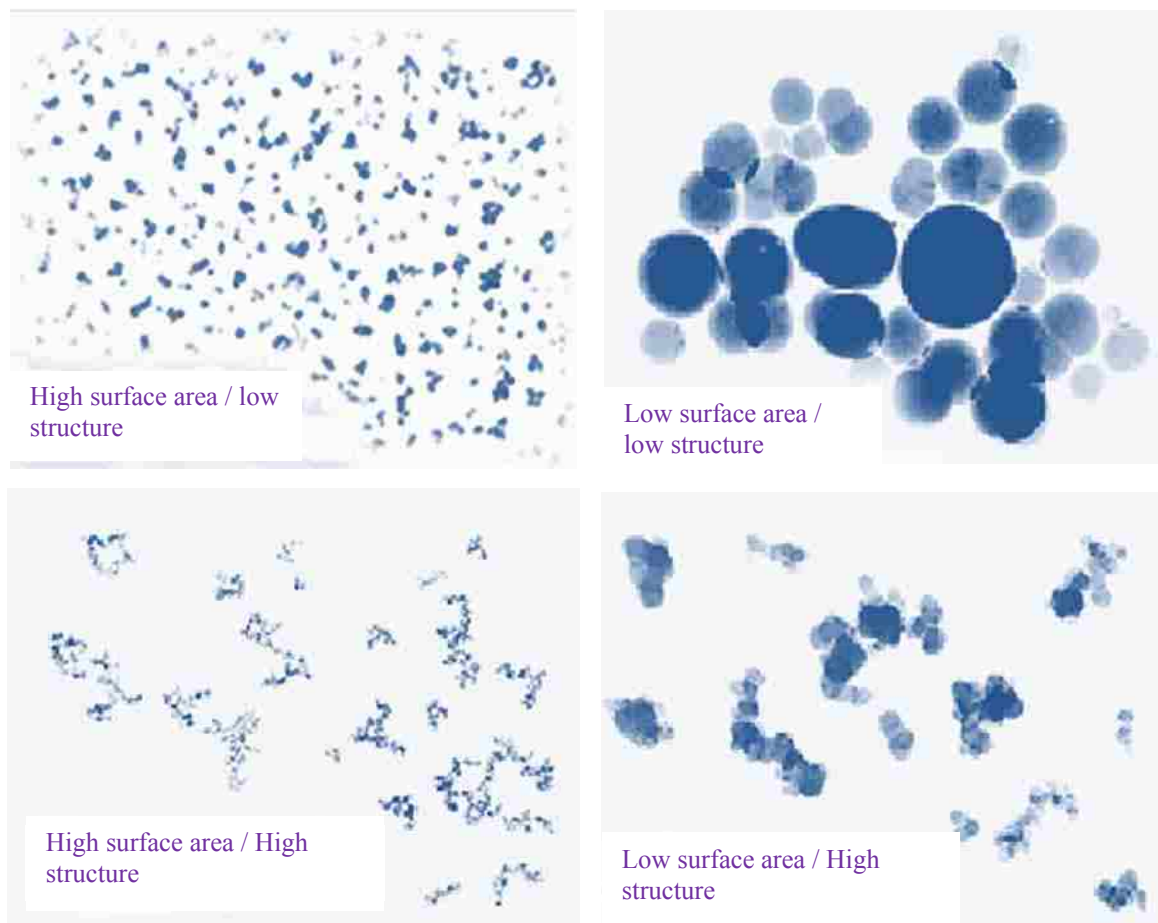 High surface area / low
structure
Low surface area /
low structure
High surface area / High
structure
Low surface area / High
structure